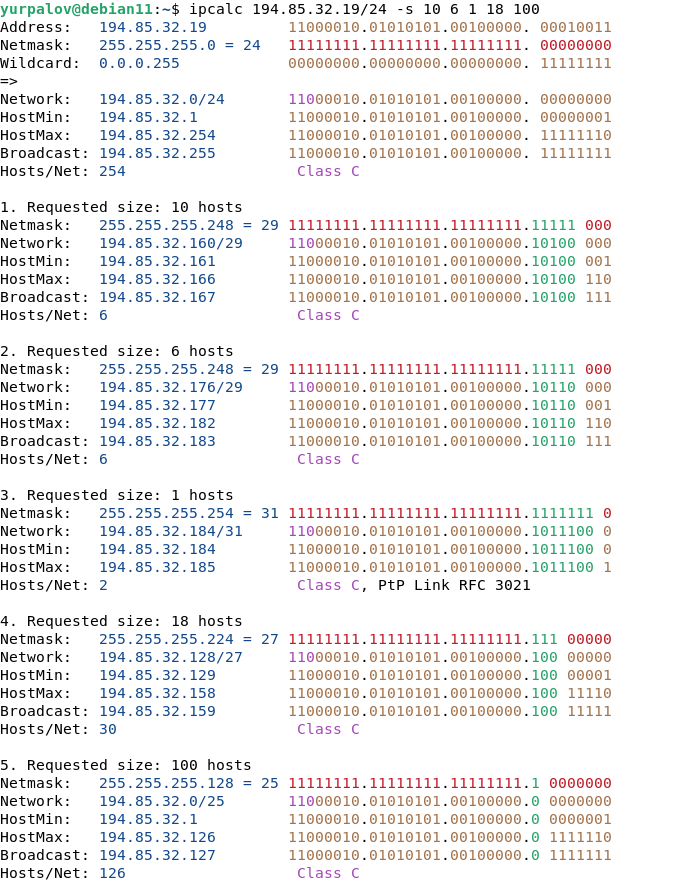 yurpalov@debian11:~$ ipcalc 194.85.32.19/24 -s 10 6 1 18 100
Address:   194.85.32.19         11000010.01010101.00100000. 00010011
Netmask:   255.255.255.0 = 24   11111111.11111111.11111111. 00000000
Wildcard:  0.0.0.255            00000000.00000000.00000000. 11111111
=>
Network:   194.85.32.0/24       11000010.01010101.00100000. 00000000
HostMin:   194.85.32.1          11000010.01010101.00100000. 00000001
HostMax:   194.85.32.254        11000010.01010101.00100000. 11111110
Broadcast: 194.85.32.255        11000010.01010101.00100000. 11111111
Hosts/Net: 254                   Class C

1. Requested size: 10 hosts
Netmask:   255.255.255.248 = 29 11111111.11111111.11111111.11111 000
Network:   194.85.32.160/29     11000010.01010101.00100000.10100 000
HostMin:   194.85.32.161        11000010.01010101.00100000.10100 001
HostMax:   194.85.32.166        11000010.01010101.00100000.10100 110
Broadcast: 194.85.32.167        11000010.01010101.00100000.10100 111
Hosts/Net: 6                     Class C

2. Requested size: 6 hosts
Netmask:   255.255.255.248 = 29 11111111.11111111.11111111.11111 000
Network:   194.85.32.176/29     11000010.01010101.00100000.10110 000
HostMin:   194.85.32.177        11000010.01010101.00100000.10110 001
HostMax:   194.85.32.182        11000010.01010101.00100000.10110 110
Broadcast: 194.85.32.183        11000010.01010101.00100000.10110 111
Hosts/Net: 6                     Class C

3. Requested size: 1 hosts
Netmask:   255.255.255.254 = 31 11111111.11111111.11111111.1111111 0
Network:   194.85.32.184/31     11000010.01010101.00100000.1011100 0
HostMin:   194.85.32.184        11000010.01010101.00100000.1011100 0
HostMax:   194.85.32.185        11000010.01010101.00100000.1011100 1
Hosts/Net: 2                     Class C, PtP Link RFC 3021

4. Requested size: 18 hosts
Netmask:   255.255.255.224 = 27 11111111.11111111.11111111.111 00000
Network:   194.85.32.128/27     11000010.01010101.00100000.100 00000
HostMin:   194.85.32.129        11000010.01010101.00100000.100 00001
HostMax:   194.85.32.158        11000010.01010101.00100000.100 11110
Broadcast: 194.85.32.159        11000010.01010101.00100000.100 11111
Hosts/Net: 30                    Class C

5. Requested size: 100 hosts
Netmask:   255.255.255.128 = 25 11111111.11111111.11111111.1 0000000
Network:   194.85.32.0/25       11000010.01010101.00100000.0 0000000
HostMin:   194.85.32.1          11000010.01010101.00100000.0 0000001
HostMax:   194.85.32.126        11000010.01010101.00100000.0 1111110
Broadcast: 194.85.32.127        11000010.01010101.00100000.0 1111111
Hosts/Net: 126                   Class C